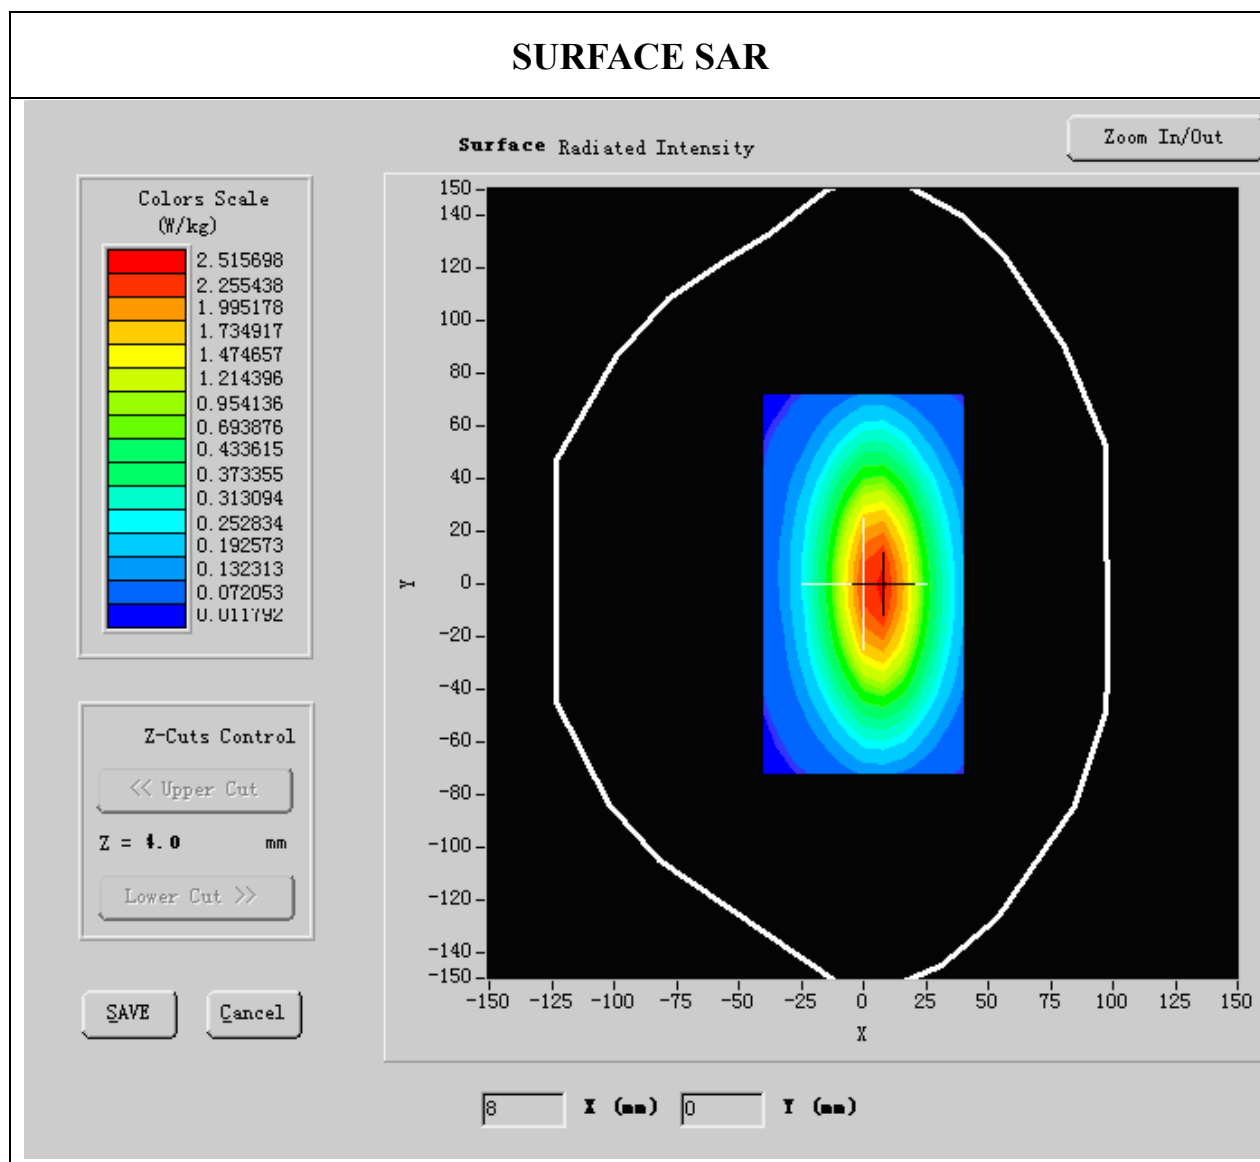 SURFACE SAR
Surface Radiated Intensity
Zoom In/Out
Colors Scale
(W/kg)
2.515698
2.255438
1.995178
1.734917
1.474657
1.214396
0.954136
0.693876
0.433615
0.373355
0.313094
0.252834
0.192573
0.132313
0.072053
0.011792
Z-Cuts Control
<< Upper Cut
Z = 4.0 mm
Lower Cut >>
SAVE Cancel
150
140
120
100
80
60
40
20
Y 0
-20
-40
-60
-80
-100
-120
-140
-150
-150 -125 -100 -75 -50 -25 0 25 50 75 100 125 150
X
8 X (mm) 0 Y (mm)